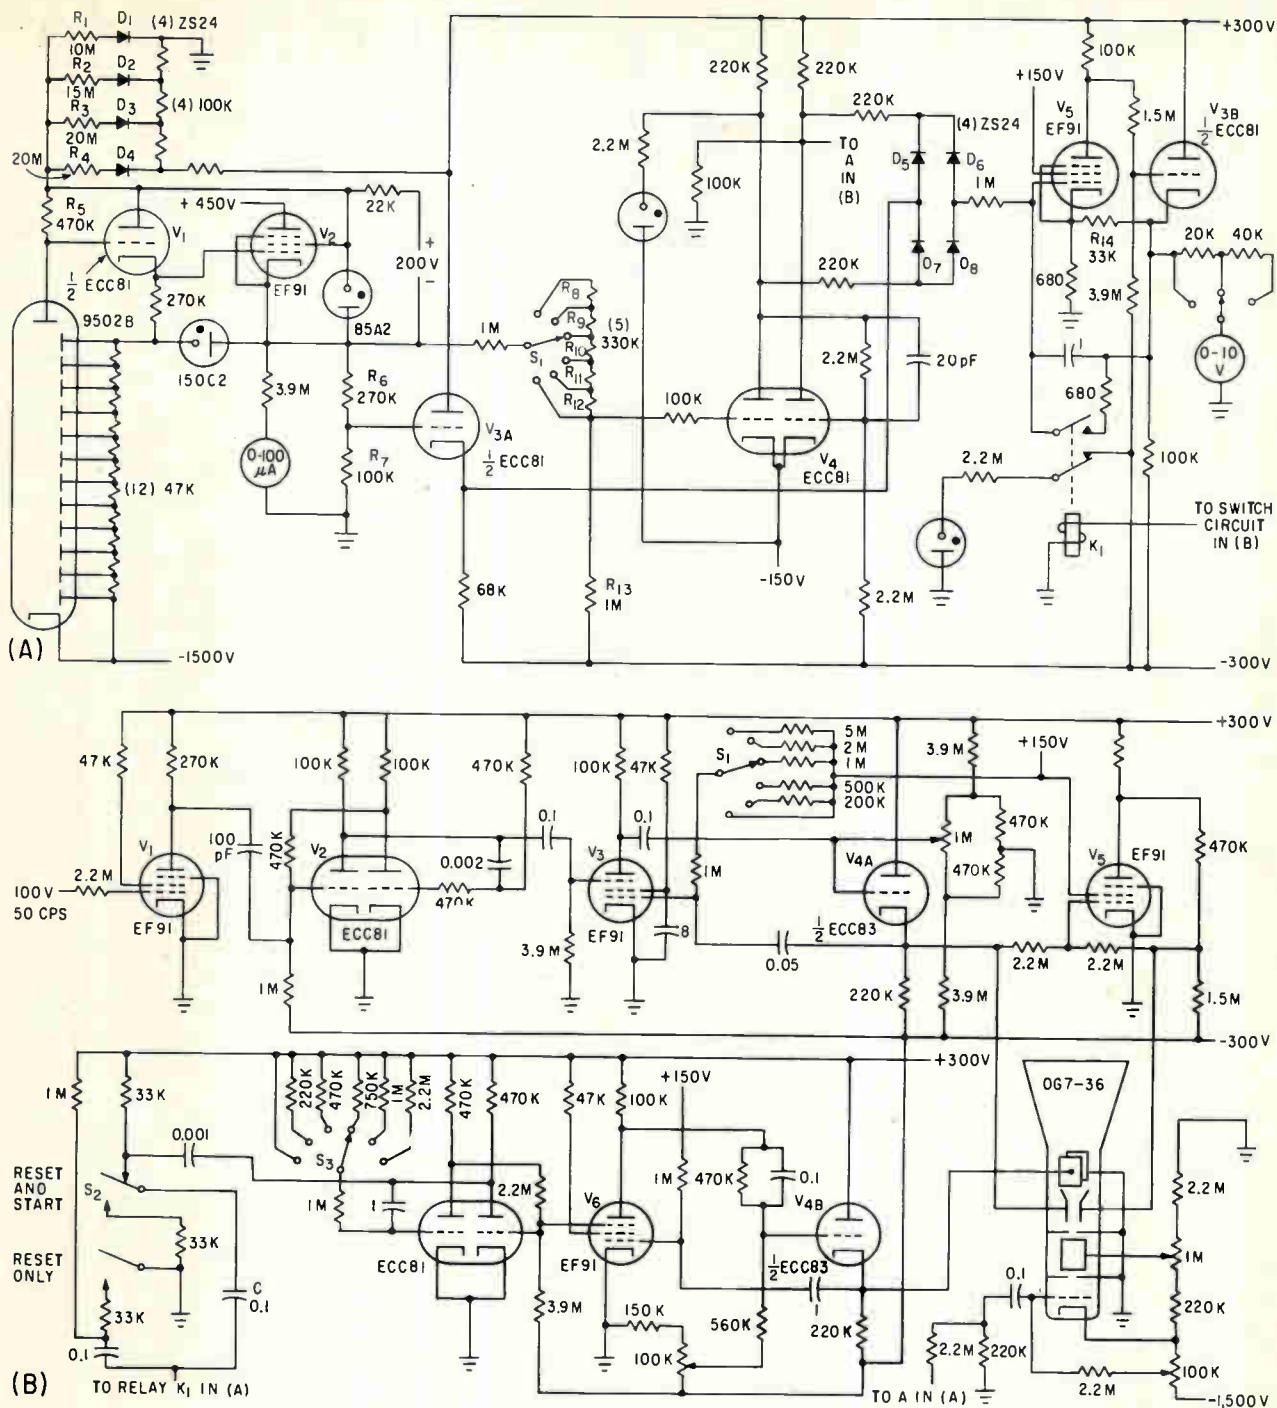 R1 D1 (4) ZS24
10M
R2 D2
15M
R3 D3 (4) 100K
20M
20M R4 D4
+300V
220K 220K
100K
+150V
V5
EF91
1.5M
V3B
1/2 ECC81
2.2M
220K
(4) ZS24
TO
A
IN
(B)
D5 D6
1M
100K
R5
470K
+450V
22K
V1
V2
1/2 ECC81
EF91
+
200V
-
270K
85A2
9502B
150C2
1M
R8
R9
(5)
330K
S1
R10
R11
R12
220K
D7 D8
R14
33K
680
3.9M
20K 40K
0-10
V
1
680
100K
2.2M
20pF
3.9M
R6
270K
V3A
1/2 ECC81
R7
100K
0-100
μA
(12) 47K
100K
V4
ECC81
2.2M
TO SWITCH
CIRCUIT
IN (B)
K1
-150V
68K
R13
1M
2.2M
(A)
-1500V
-300V
+300V
47K 270K
100K 100K
470K
100K 47K
S1
5M
2M
1M
500K
200K
3.9M
+150V
100
pF
470K
V2
0.1
0.1
V3
1M
V4A
1M
470K
470K
V5
EF91
470K
V1
2.2M
100V
50 CPS
0.002
470K
EF91
ECC81
EF91
8
1/2 ECC83
3.9M
0.05
2.2M 2.2M
1M
220K
3.9M
1.5M
-300V
+300V
1M 33K
220K
470K
750K
1M
2.2M
470K 470K
47K 100K
+150V
OG7-36
0.001
RESET
AND
START
S2
S3
1M
1
2.2M
V6
1M
470K
0.1
V4B
2.2M
33K
RESET
ONLY
ECC81
EF91
1/2 ECC83
1M
33K
C
0.1
3.9M
150K
1
560K
220K
0.1
220K
0.1
100K
2.2M
220K
2.2M
100K
(B)
TO RELAY K1 IN (A)
TO A IN (A)
-1,500V